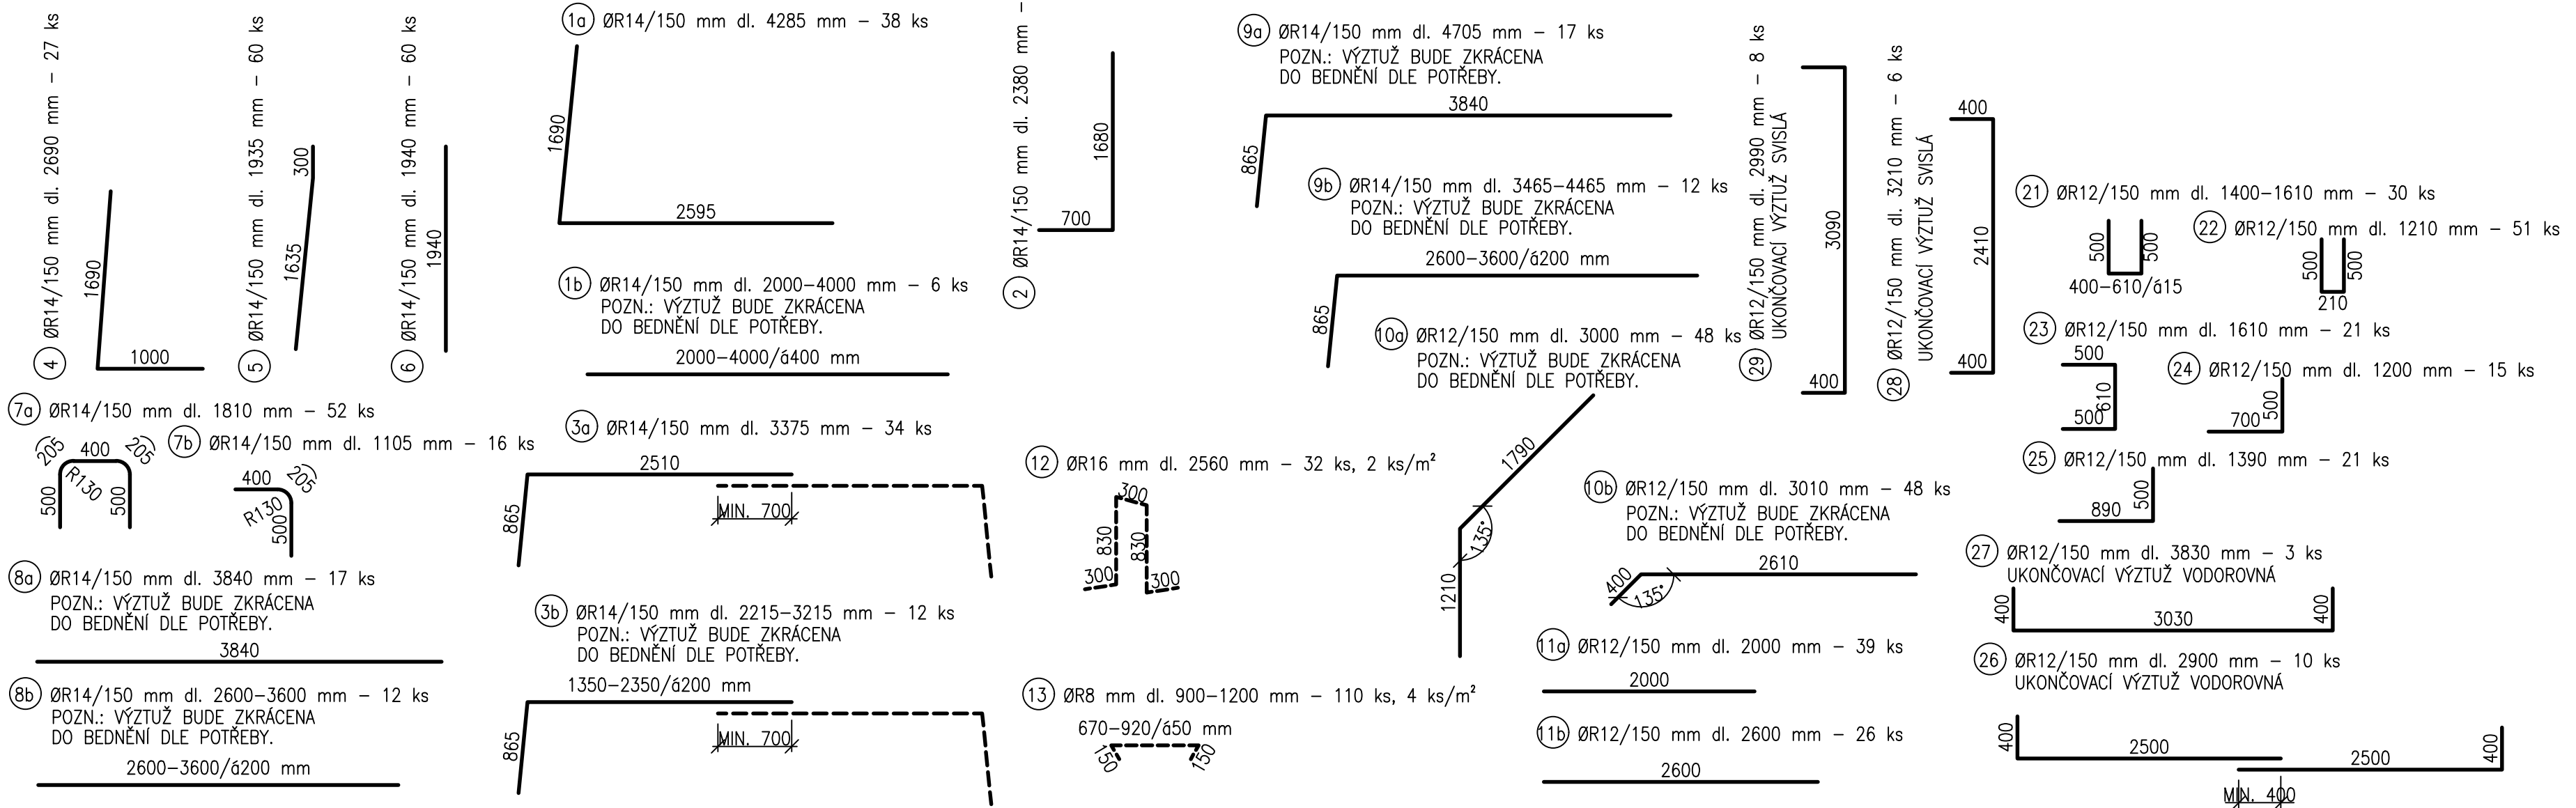 4 ØR14/150 mm dl. 2690 mm – 27 ks
1690
1000
5 ØR14/150 mm dl. 1935 mm – 60 ks
300
1635
6 ØR14/150 mm dl. 1940 mm – 60 ks
1940
7a ØR14/150 mm dl. 1810 mm – 52 ks
205
400
205
R130
500
500
7b ØR14/150 mm dl. 1105 mm – 16 ks
400
205
R130
500
8a ØR14/150 mm dl. 3840 mm – 17 ks
POZN.: VÝZTUŽ BUDE ZKRÁCENA
DO BEDNĚNÍ DLE POTŘEBY.
3840
8b ØR14/150 mm dl. 2600–3600 mm – 12 ks
POZN.: VÝZTUŽ BUDE ZKRÁCENA
DO BEDNĚNÍ DLE POTŘEBY.
2600–3600/á200 mm
1a ØR14/150 mm dl. 4285 mm – 38 ks
1690
2595
1b ØR14/150 mm dl. 2000–4000 mm – 6 ks
POZN.: VÝZTUŽ BUDE ZKRÁCENA
DO BEDNĚNÍ DLE POTŘEBY.
2000–4000/á400 mm
3a ØR14/150 mm dl. 3375 mm – 34 ks
2510
865
MIN. 700
3b ØR14/150 mm dl. 2215–3215 mm – 12 ks
POZN.: VÝZTUŽ BUDE ZKRÁCENA
DO BEDNĚNÍ DLE POTŘEBY.
1350–2350/á200 mm
865
MIN. 700
2 ØR14/150 mm dl. 2380 mm –
1680
700
12 ØR16 mm dl. 2560 mm – 32 ks, 2 ks/m²
300
830
830
300
300
13 ØR8 mm dl. 900–1200 mm – 110 ks, 4 ks/m²
670–920/á50 mm
150
150
9a ØR14/150 mm dl. 4705 mm – 17 ks
POZN.: VÝZTUŽ BUDE ZKRÁCENA
DO BEDNĚNÍ DLE POTŘEBY.
3840
865
9b ØR14/150 mm dl. 3465–4465 mm – 12 ks
POZN.: VÝZTUŽ BUDE ZKRÁCENA
DO BEDNĚNÍ DLE POTŘEBY.
2600–3600/á200 mm
865
10a ØR12/150 mm dl. 3000 mm – 48 ks
POZN.: VÝZTUŽ BUDE ZKRÁCENA
DO BEDNĚNÍ DLE POTŘEBY.
1790
135°
1210
10b ØR12/150 mm dl. 3010 mm – 48 ks
POZN.: VÝZTUŽ BUDE ZKRÁCENA
DO BEDNĚNÍ DLE POTŘEBY.
2610
400
135°
11a ØR12/150 mm dl. 2000 mm – 39 ks
2000
11b ØR12/150 mm dl. 2600 mm – 26 ks
2600
29 ØR12/150 mm dl. 2990 mm – 8 ks
UKONČOVACÍ VÝZTUŽ SVISLÁ
3090
400
28 ØR12/150 mm dl. 3210 mm – 6 ks
UKONČOVACÍ VÝZTUŽ SVISLÁ
400
2410
400
21 ØR12/150 mm dl. 1400–1610 mm – 30 ks
500
500
400–610/á15
22 ØR12/150 mm dl. 1210 mm – 51 ks
500
500
210
23 ØR12/150 mm dl. 1610 mm – 21 ks
500
610
500
24 ØR12/150 mm dl. 1200 mm – 15 ks
700
500
25 ØR12/150 mm dl. 1390 mm – 21 ks
890
500
27 ØR12/150 mm dl. 3830 mm – 3 ks
UKONČOVACÍ VÝZTUŽ VODOROVNÁ
400
3030
400
26 ØR12/150 mm dl. 2900 mm – 10 ks
UKONČOVACÍ VÝZTUŽ VODOROVNÁ
400
2500
2500
400
MIN. 400